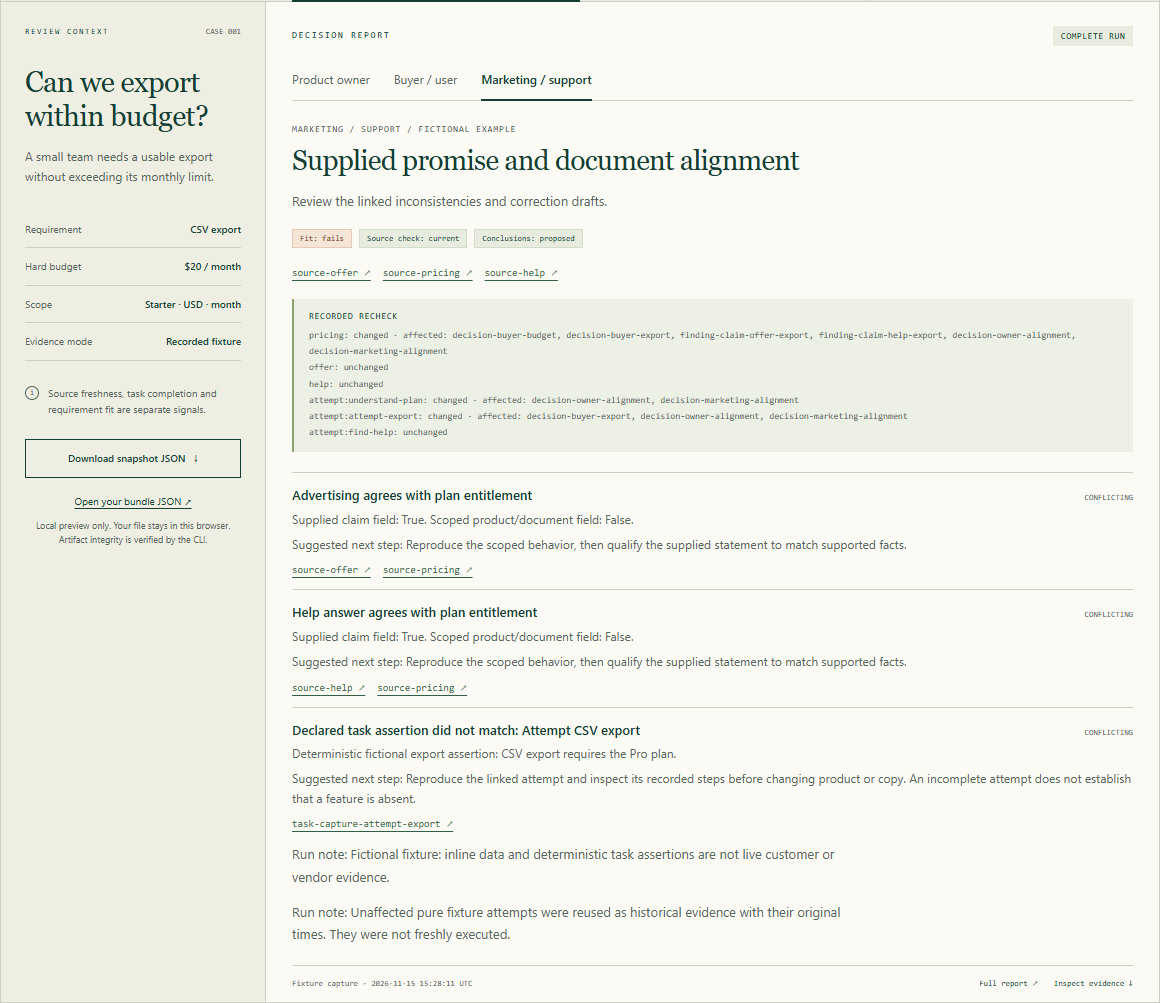 REVIEW CONTEXT
CASE 001
Can we export
within budget?
A small team needs a usable export
without exceeding its monthly limit.
Requirement
CSV export
Hard budget
$20 / month
Scope
Starter · USD · month
Evidence mode
Recorded fixture
i
Source freshness, task completion and
requirement fit are separate signals.
Download snapshot JSON ↓
Open your bundle JSON ↗
Local preview only. Your file stays in this browser.
Artifact integrity is verified by the CLI.
DECISION REPORT
COMPLETE RUN
Product owner
Buyer / user
Marketing / support
MARKETING / SUPPORT / FICTIONAL EXAMPLE
Supplied promise and document alignment
Review the linked inconsistencies and correction drafts.
Fit: fails
Source check: current
Conclusions: proposed
source-offer ↗
source-pricing ↗
source-help ↗
RECORDED RECHECK
pricing: changed · affected: decision-buyer-budget, decision-buyer-export, finding-claim-offer-export, finding-claim-help-export, decision-owner-alignment,
decision-marketing-alignment
offer: unchanged
help: unchanged
attempt:understand-plan: changed · affected: decision-owner-alignment, decision-marketing-alignment
attempt:attempt-export: changed · affected: decision-buyer-export, decision-owner-alignment, decision-marketing-alignment
attempt:find-help: unchanged
Advertising agrees with plan entitlement
CONFLICTING
Supplied claim field: True. Scoped product/document field: False.
Suggested next step: Reproduce the scoped behavior, then qualify the supplied statement to match supported facts.
source-offer ↗
source-pricing ↗
Help answer agrees with plan entitlement
CONFLICTING
Supplied claim field: True. Scoped product/document field: False.
Suggested next step: Reproduce the scoped behavior, then qualify the supplied statement to match supported facts.
source-help ↗
source-pricing ↗
Declared task assertion did not match: Attempt CSV export
CONFLICTING
Deterministic fictional export assertion: CSV export requires the Pro plan.
Suggested next step: Reproduce the linked attempt and inspect its recorded steps before changing product or copy. An incomplete attempt does not establish
that a feature is absent.
task-capture-attempt-export ↗
Run note: Fictional fixture: inline data and deterministic task assertions are not live customer or
vendor evidence.
Run note: Unaffected pure fixture attempts were reused as historical evidence with their original
times. They were not freshly executed.
Fixture capture · 2026-11-15 15:28:11 UTC
Full report ↗
Inspect evidence ↓